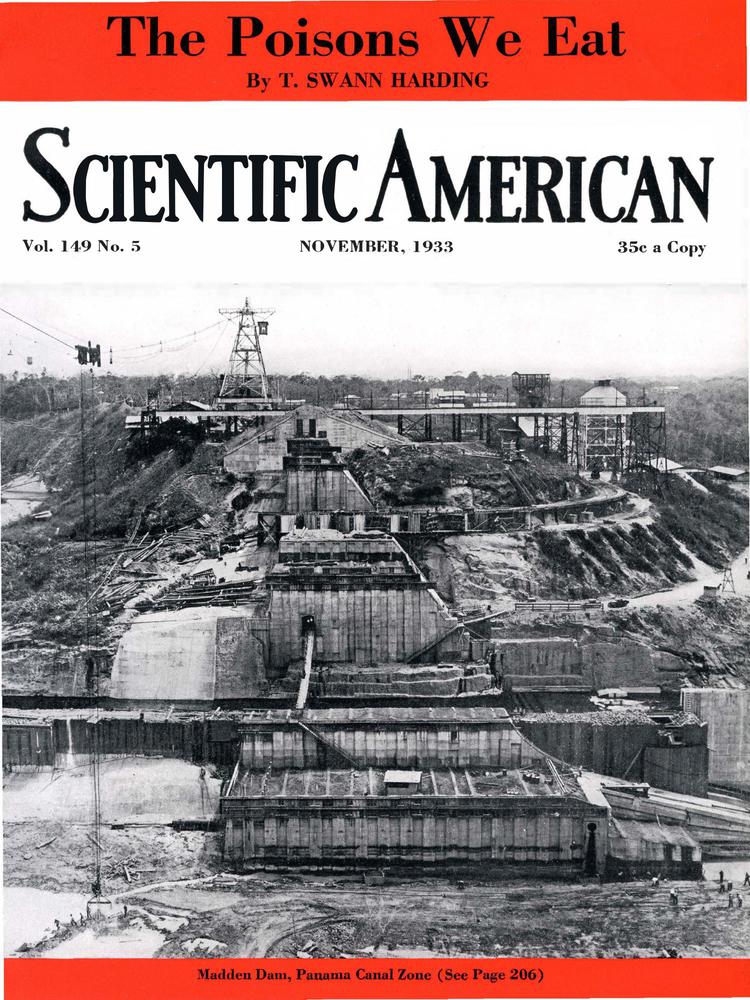 The Poisons We Eat
By T. SWANN HARDING
SCIENTIFIC AMERICAN
Vol. 149 No. 5 NOVEMBER, 1933 35c a Copy
Madden Dam, Panama Canal Zone (See Page 206)